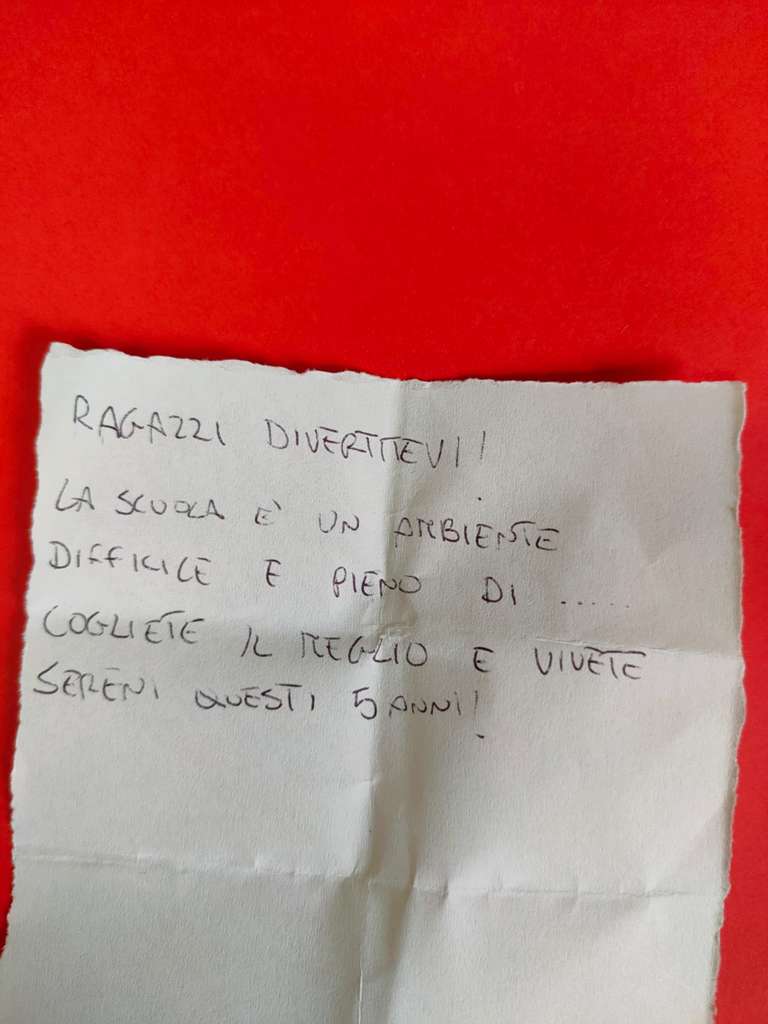 RAGAZZI DIVERTITEVI!
LA SCUOLA E' UN AMBIENTE
DIFFICILE E PIENO DI .....
COGLIETE IL MEGLIO E VIVETE
SERENI QUESTI 5 ANNI!